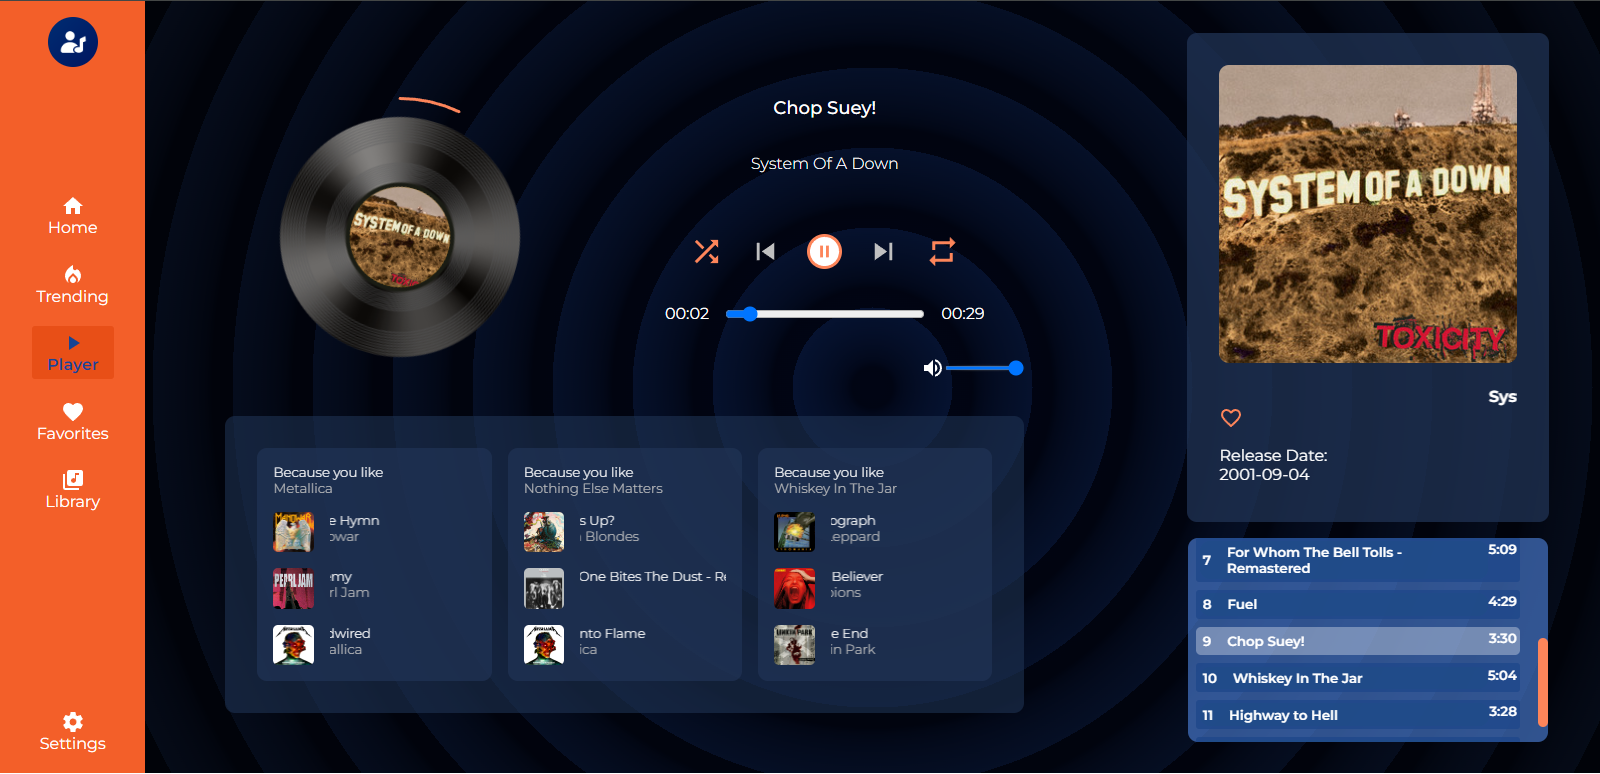 Home
Trending
Player
Favorites
Library
Settings
Chop Suey!
System Of A Down
00:02
00:29
SYSTEM OF A DOWN
Because you like
Metallica
e Hymn
owar
PEARL JAM
my
rl Jam
dwired
allica
Because you like
Nothing Else Matters
s Up?
Blondes
One Bites The Dust - Re
nto Flame
ica
Because you like
Whiskey In The Jar
ograph
eppard
Believer
ions
LINKIN PARK
e End
in Park
SYSTEM OF A DOWN
TOXICITY
Sys
Release Date:
2001-09-04
7 For Whom The Bell Tolls - 5:09
Remastered
8 Fuel 4:29
9 Chop Suey! 3:30
10 Whiskey In The Jar 5:04
11 Highway to Hell 3:28